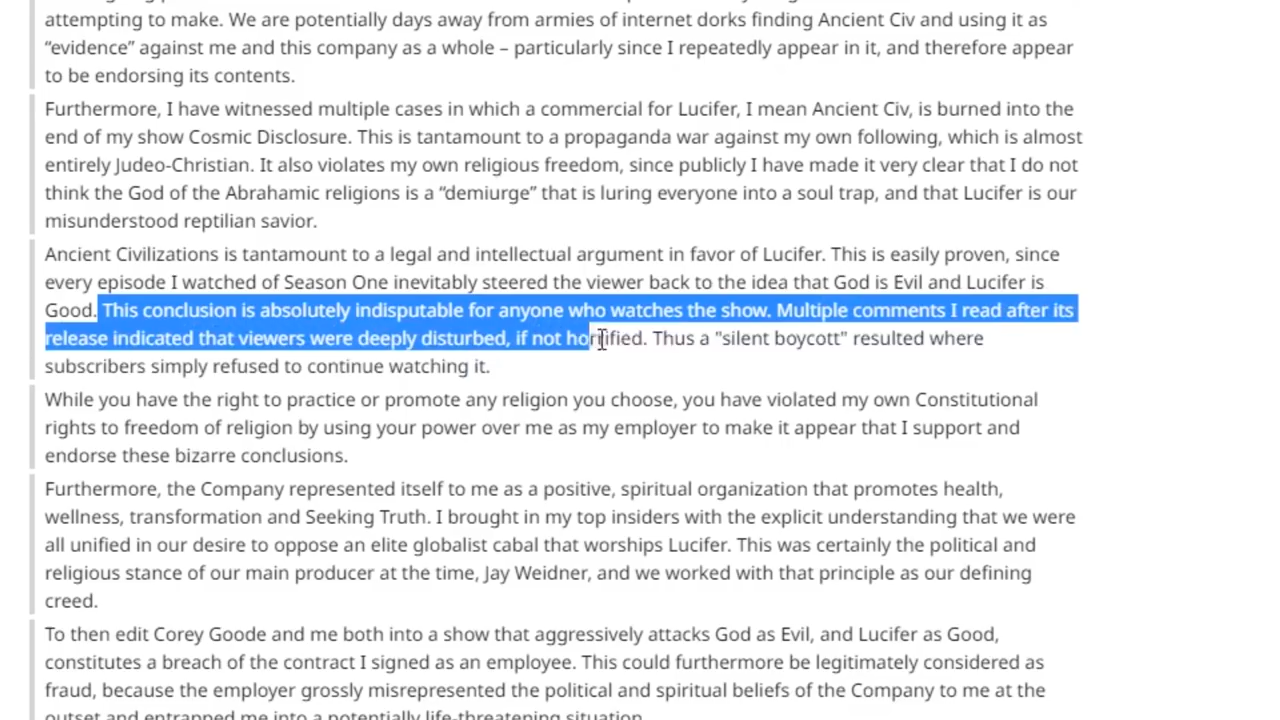 attempting to make. We are potentially days away from armies of internet dorks finding Ancient Civ and using it as
“evidence” against me and this company as a whole – particularly since I repeatedly appear in it, and therefore appear
to be endorsing its contents.
Furthermore, I have witnessed multiple cases in which a commercial for Lucifer, I mean Ancient Civ, is burned into the
end of my show Cosmic Disclosure. This is tantamount to a propaganda war against my own following, which is almost
entirely Judeo-Christian. It also violates my own religious freedom, since publicly I have made it very clear that I do not
think the God of the Abrahamic religions is a “demiurge” that is luring everyone into a soul trap, and that Lucifer is our
misunderstood reptilian savior.
Ancient Civilizations is tantamount to a legal and intellectual argument in favor of Lucifer. This is easily proven, since
every episode I watched of Season One inevitably steered the viewer back to the idea that God is Evil and Lucifer is
Good. This conclusion is absolutely indisputable for anyone who watches the show. Multiple comments I read after its
release indicated that viewers were deeply disturbed, if not horrified. Thus a "silent boycott" resulted where
subscribers simply refused to continue watching it.
While you have the right to practice or promote any religion you choose, you have violated my own Constitutional
rights to freedom of religion by using your power over me as my employer to make it appear that I support and
endorse these bizarre conclusions.
Furthermore, the Company represented itself to me as a positive, spiritual organization that promotes health,
wellness, transformation and Seeking Truth. I brought in my top insiders with the explicit understanding that we were
all unified in our desire to oppose an elite globalist cabal that worships Lucifer. This was certainly the political and
religious stance of our main producer at the time, Jay Weidner, and we worked with that principle as our defining
creed.
To then edit Corey Goode and me both into a show that aggressively attacks God as Evil, and Lucifer as Good,
constitutes a breach of the contract I signed as an employee. This could furthermore be legitimately considered as
fraud, because the employer grossly misrepresented the political and spiritual beliefs of the Company to me at the
outset and entrapped me into a potentially life-threatening situation.